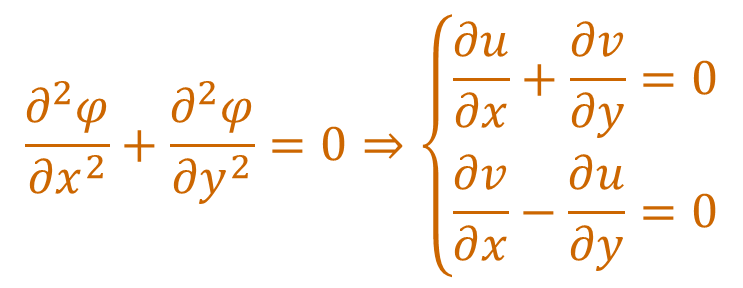 ∂²φ/∂x² + ∂²φ/∂y² = 0 ⇒ { ∂u/∂x + ∂v/∂y = 0
∂v/∂x − ∂u/∂y = 0